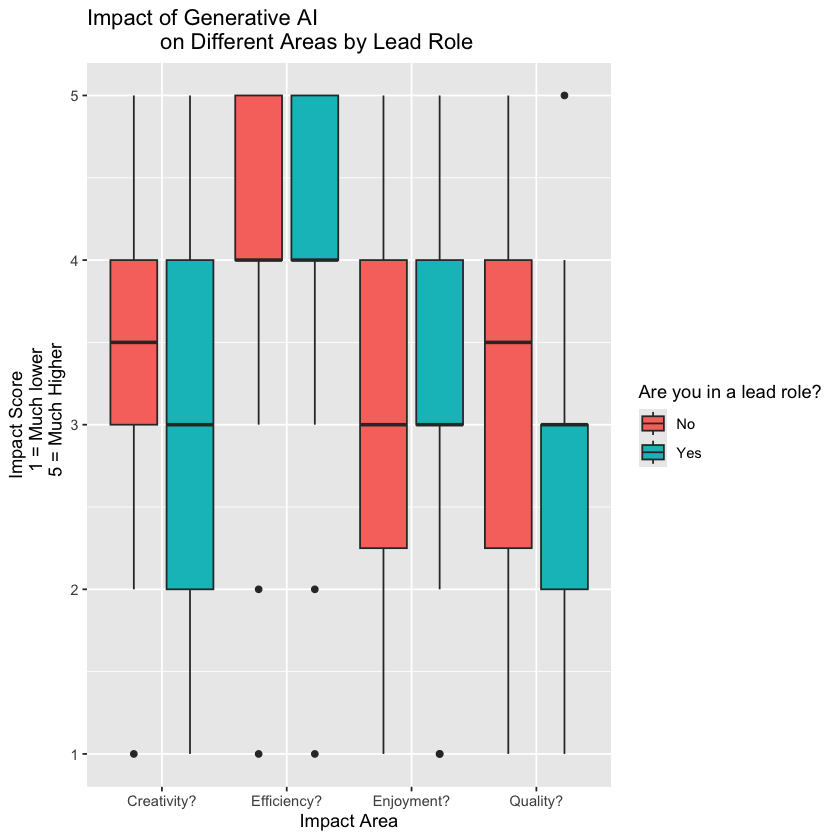 Impact of Generative AI
on Different Areas by Lead Role
Impact Score
1 = Much lower
5 = Much Higher
5
4
3
2
1
Creativity?
Efficiency?
Enjoyment?
Quality?
Impact Area
Are you in a lead role?
No
Yes